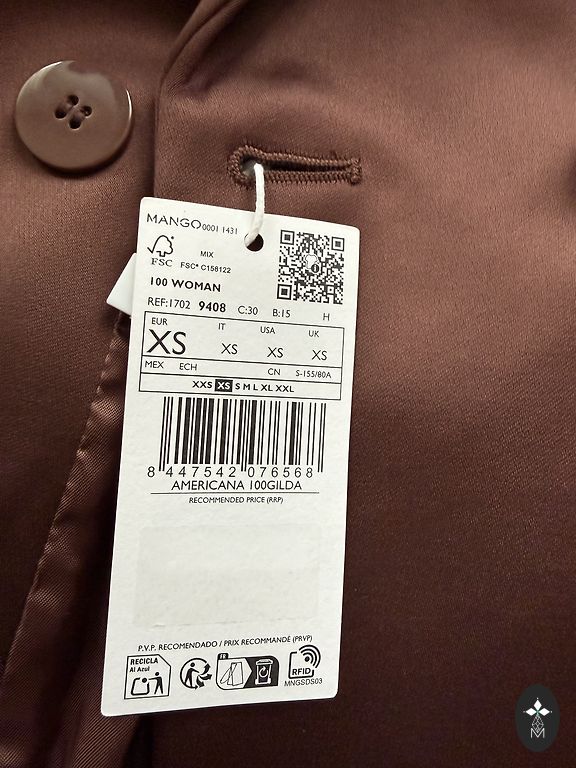 MANGO 0001 1431
FSC
MIX
FSC® C158122
100 WOMAN
REF:1702 9408 C:30 B:15 H
EUR IT USA UK
XS XS XS XS
MEX ECH CN S-155/80A
XXS XS S M L XL XXL
8 447542 076568
AMERICANA 100GILDA
RECOMMENDED PRICE (RRP)
P.V.P. RECOMENDADO / PRIX RECOMMANDÉ (PRVP)
RECICLA
Al Azul
FR
RFID
MNGSDS03
M